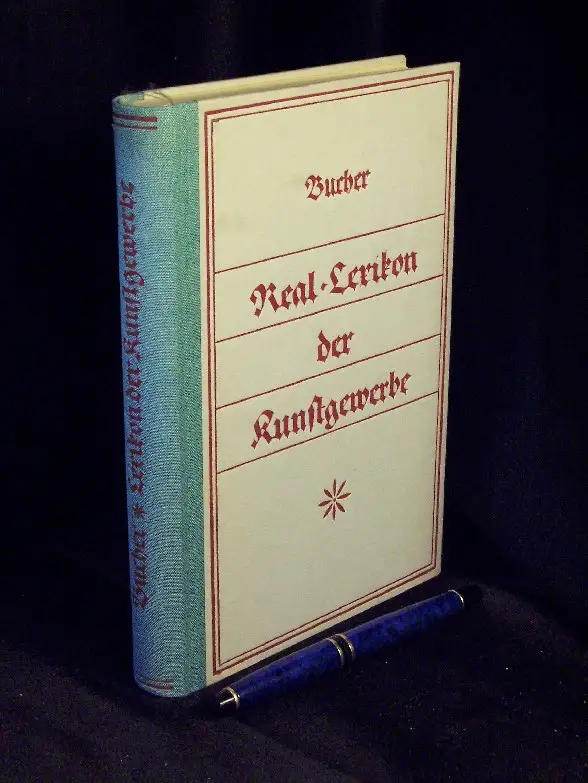 Bucher
Real-Lexikon
der
Kunstgewerbe
Bucher * Lexikon der Kunstgewerbe